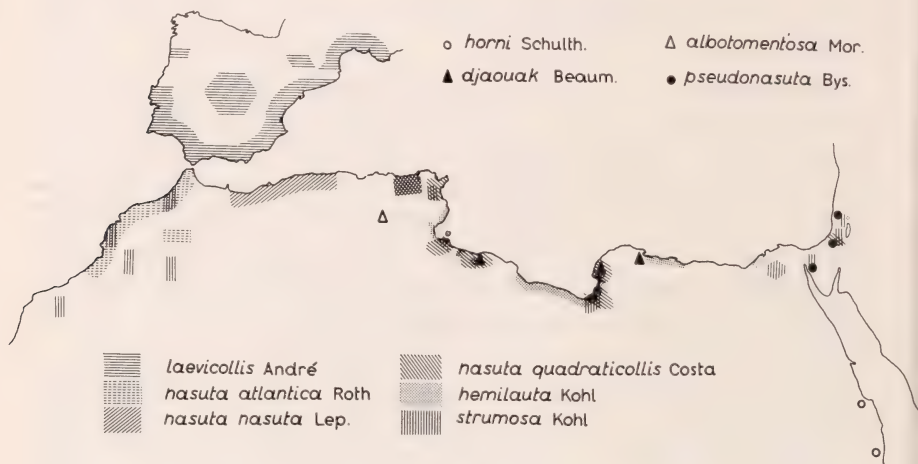 horni Schulth.
albotomentosa Mor.
djaouak Beaum.
pseudonasuta Bys.
laevicollis André
nasuta atlantica Roth
nasuta nasuta Lep.
nasuta quadraticollis Costa
hemilauta Kohl
strumosa Kohl